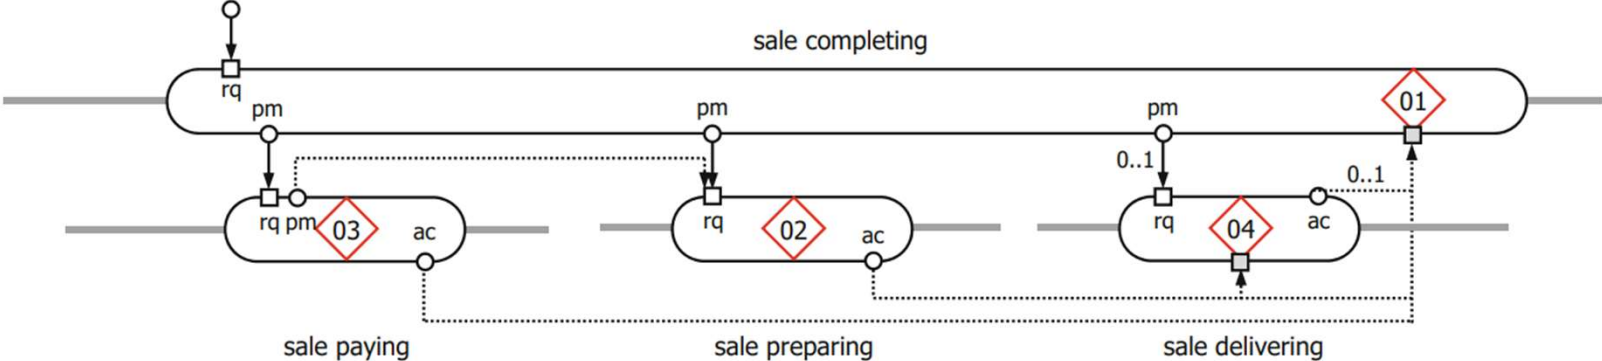 sale completing
rq
01
pm
pm
pm
0..1
0..1
rq pm
03
ac
rq
02
ac
rq
04
ac
sale paying
sale preparing
sale delivering